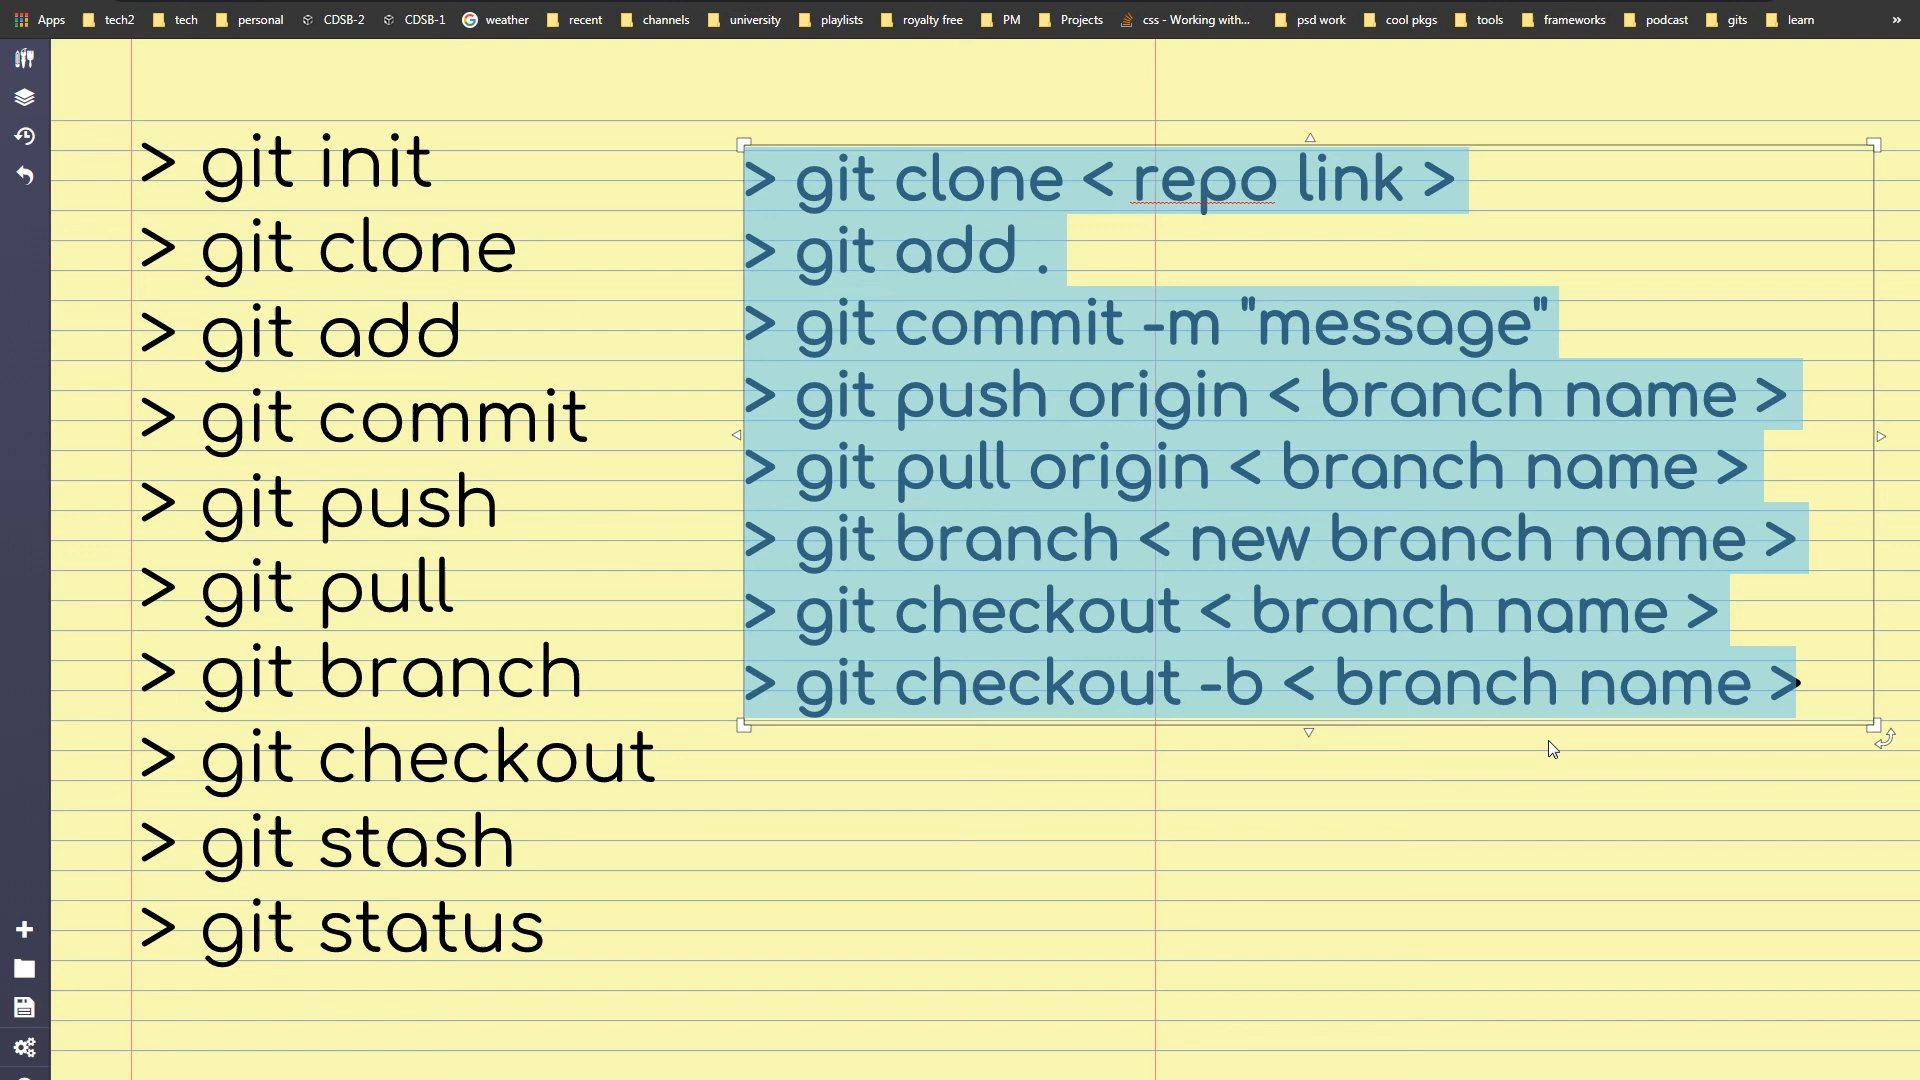 Apps tech2 tech personal CDSB-2 CDSB-1 weather recent channels university playlists royalty free PM Projects css - Working with... psd work cool pkgs tools frameworks podcast gits learn »
> git init
> git clone
> git add
> git commit
> git push
> git pull
> git branch
> git checkout
> git stash
> git status
> git clone < repo link >
> git add .
> git commit -m "message"
> git push origin < branch name >
> git pull origin < branch name >
> git branch < new branch name >
> git checkout < branch name >
> git checkout -b < branch name >